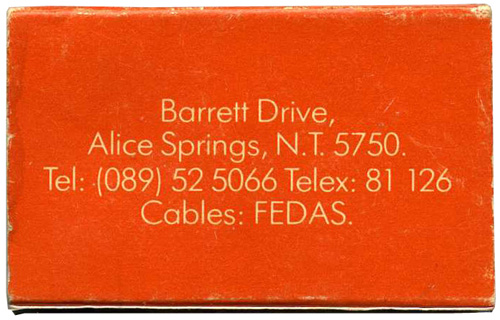 Barrett Drive,
Alice Springs, N.T. 5750.
Tel: (089) 52 5066 Telex: 81 126
Cables: FEDAS.